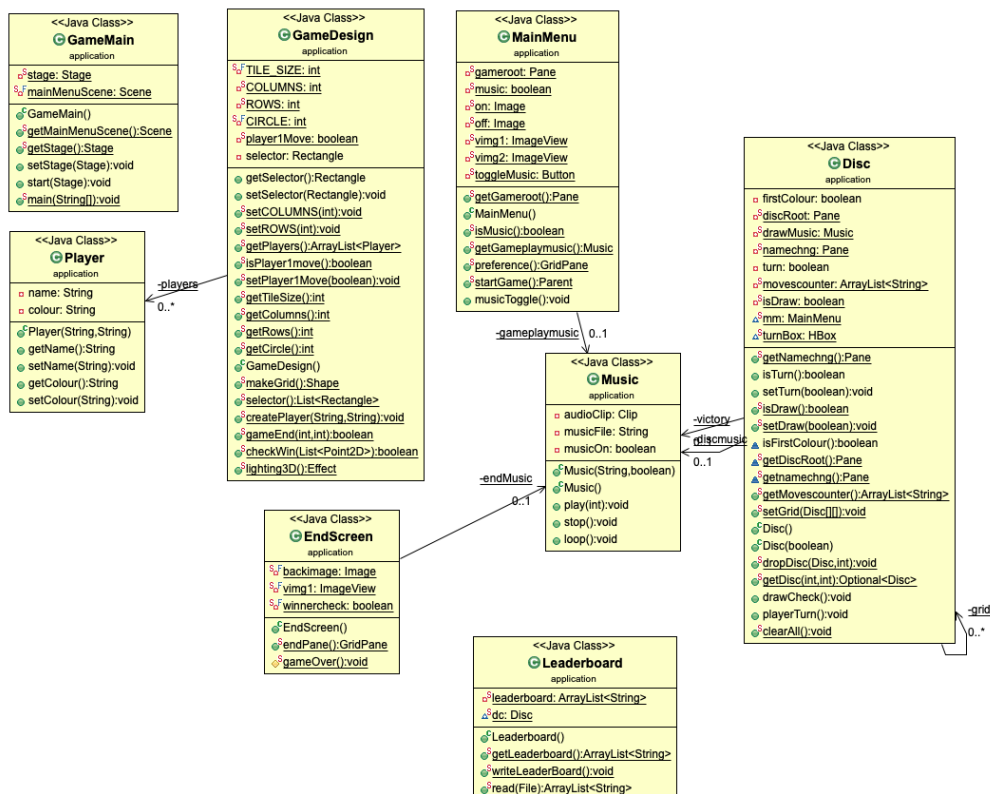 <<Java Class>>
GameMain
application
stage: Stage
mainMenuScene: Scene
GameMain()
getMainMenuScene():Scene
getStage():Stage
setStage(Stage):void
start(Stage):void
main(String[]):void
<<Java Class>>
GameDesign
application
TILE_SIZE: int
COLUMNS: int
ROWS: int
CIRCLE: int
player1Move: boolean
selector: Rectangle
getSelector():Rectangle
setSelector(Rectangle):void
setCOLUMNS(int):void
setROWS(int):void
getPlayers():ArrayList<Player>
isPlayer1move():boolean
setPlayer1Move(boolean):void
getTileSize():int
getColumns():int
getRows():int
getCircle():int
GameDesign()
makeGrid():Shape
selector():List<Rectangle>
createPlayer(String,String):void
gameEnd(int,int):boolean
checkWin(List<Point2D>):boolean
lighting3D():Effect
<<Java Class>>
MainMenu
application
gameroot: Pane
music: boolean
on: Image
off: Image
vimg1: ImageView
vimg2: ImageView
toggleMusic: Button
getGameroot():Pane
MainMenu()
isMusic():boolean
getGameplaymusic():Music
preference():GridPane
startGame():Parent
musicToggle():void
<<Java Class>>
Disc
application
firstColour: boolean
discRoot: Pane
drawMusic: Music
namechng: Pane
turn: boolean
movescounter: ArrayList<String>
isDraw: boolean
mm: MainMenu
turnBox: HBox
getNamechng():Pane
isTurn():boolean
setTurn(boolean):void
isDraw():boolean
setDraw(boolean):void
isFirstColour():boolean
getDiscRoot():Pane
getnamechng():Pane
getMovescounter():ArrayList<String>
setGrid(Disc[][]):void
Disc()
Disc(boolean)
dropDisc(Disc,int):void
getDisc(int,int):Optional<Disc>
drawCheck():void
playerTurn():void
clearAll():void
<<Java Class>>
Player
application
name: String
colour: String
Player(String,String)
getName():String
setName(String):void
getColour():String
setColour(String):void
-players
0..*
-gameplaymusic
0..1
<<Java Class>>
Music
application
audioClip: Clip
musicFile: String
musicOn: boolean
Music(String,boolean)
Music()
play(int):void
stop():void
loop():void
-victory
-discmusic
0..1
-endMusic
0..1
-grid
0..*
<<Java Class>>
EndScreen
application
backimage: Image
vimg1: ImageView
winnercheck: boolean
EndScreen()
endPane():GridPane
gameOver():void
<<Java Class>>
Leaderboard
application
leaderboard: ArrayList<String>
dc: Disc
Leaderboard()
getLeaderboard():ArrayList<String>
writeLeaderBoard():void
read(File):ArrayList<String>